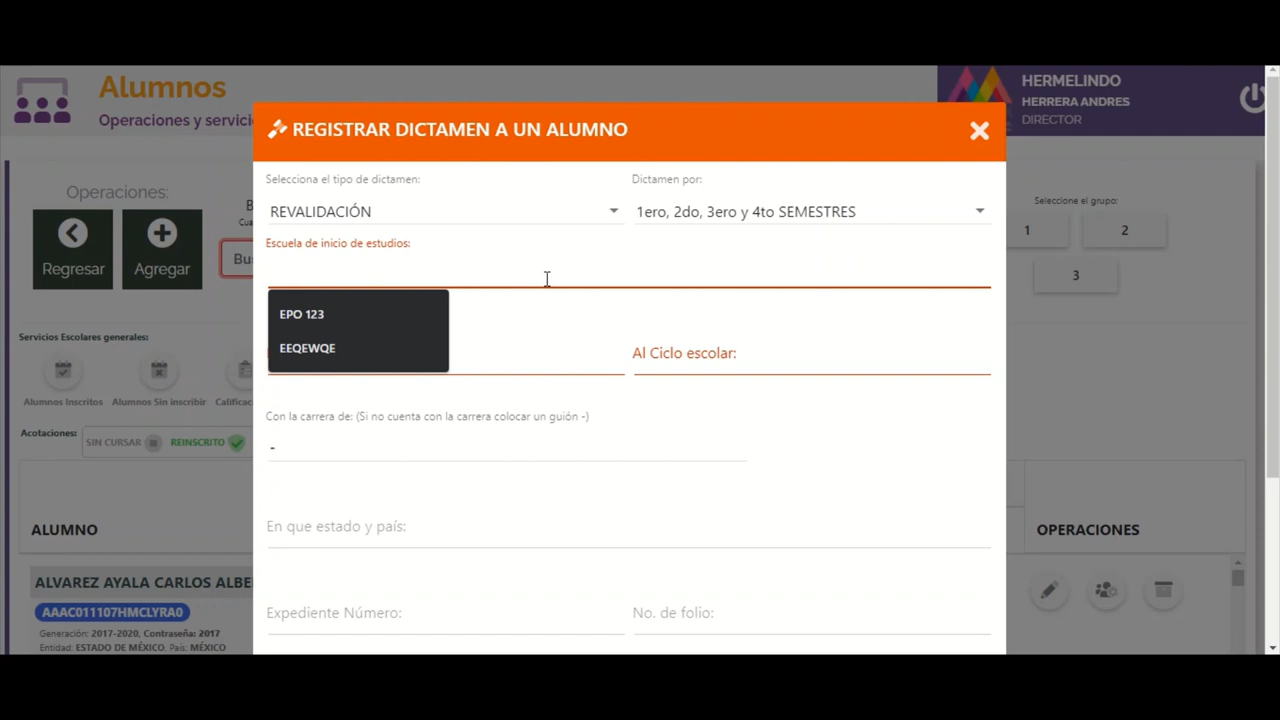 Alumnos
Operaciones y servicio
HERMELINDO
HERRERA ANDRES
DIRECTOR
REGISTRAR DICTAMEN A UN ALUMNO
Selecciona el tipo de dictamen:
Dictamen por:
REVALIDACIÓN
1ero, 2do, 3ero y 4to SEMESTRES
Escuela de inicio de estudios:
EPO 123
EEQEWQE
Al Ciclo escolar:
Con la carrera de: (Si no cuenta con la carrera colocar un guión -)
-
En que estado y país:
Expediente Número:
No. de folio:
Operaciones:
Regresar
Agregar
Selecciona el grupo:
1
2
3
Servicios Escolares generales:
Alumnos Inscritos
Alumnos Sin inscribir
Acotaciones:
SIN CURSAR
REINSCRITO
ALUMNO
OPERACIONES
ALVAREZ AYALA CARLOS ALBE
AAAC011107HMCLYRA0
Generación: 2017-2020, Contraseña: 2017
Entidad: ESTADO DE MÉXICO, País: MÉXICO